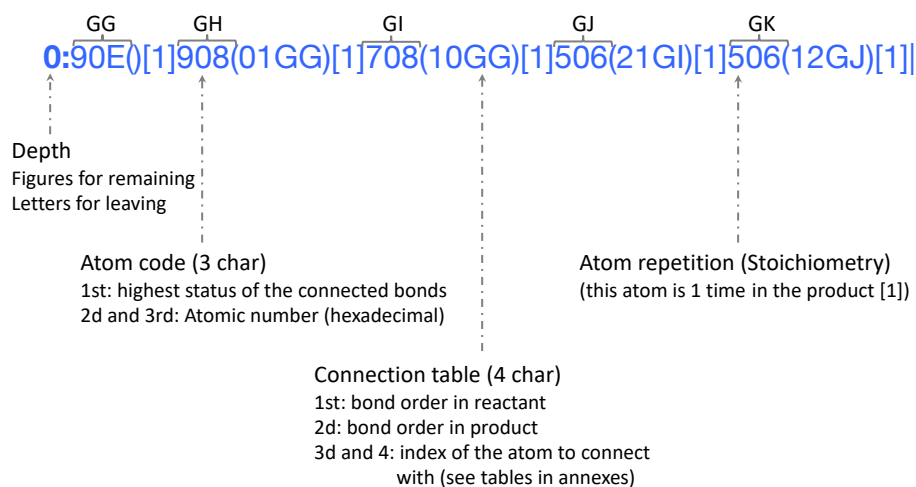 GG GH GI GJ GK
0:90E()[1]908(01GG)[1]708(10GG)[1]506(21GI)[1]506(12GJ)[1]|
Depth
Figures for remaining
Letters for leaving
Atom code (3 char)
1st: highest status of the connected bonds
2d and 3rd: Atomic number (hexadecimal)
Atom repetition (Stoichiometry)
(this atom is 1 time in the product [1])
Connection table (4 char)
1st: bond order in reactant
2d: bond order in product
3d and 4: index of the atom to connect
with (see tables in annexes)